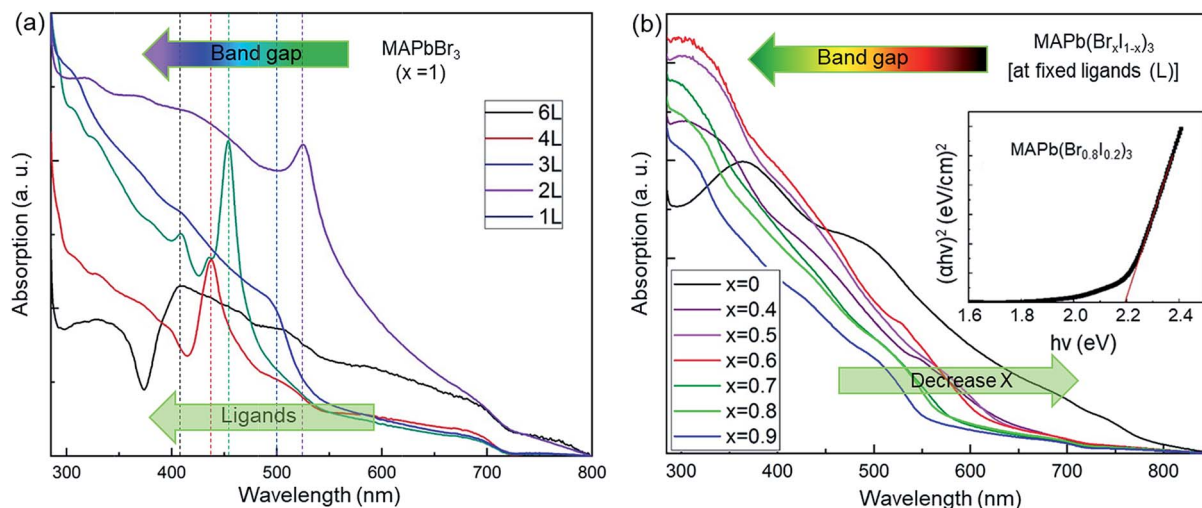 (a)
Band gap
MAPbBr₃
(x =1)
6L
4L
3L
2L
1L
Ligands
Absorption (a. u.)
300 400 500 600 700 800
Wavelength (nm)
(b)
Band gap
MAPb(BrₓI₁₋ₓ)₃
[at fixed ligands (L)]
MAPb(Br₀.₈I₀.₂)₃
(αhν)² (eV/cm)²
1.6 2.0 2.2 2.4
hν (eV)
x=0
x=0.4
x=0.5
x=0.6
x=0.7
x=0.8
x=0.9
Decrease X
Absorption (a. u.)
300 400 500 600 700 800
Wavelength (nm)